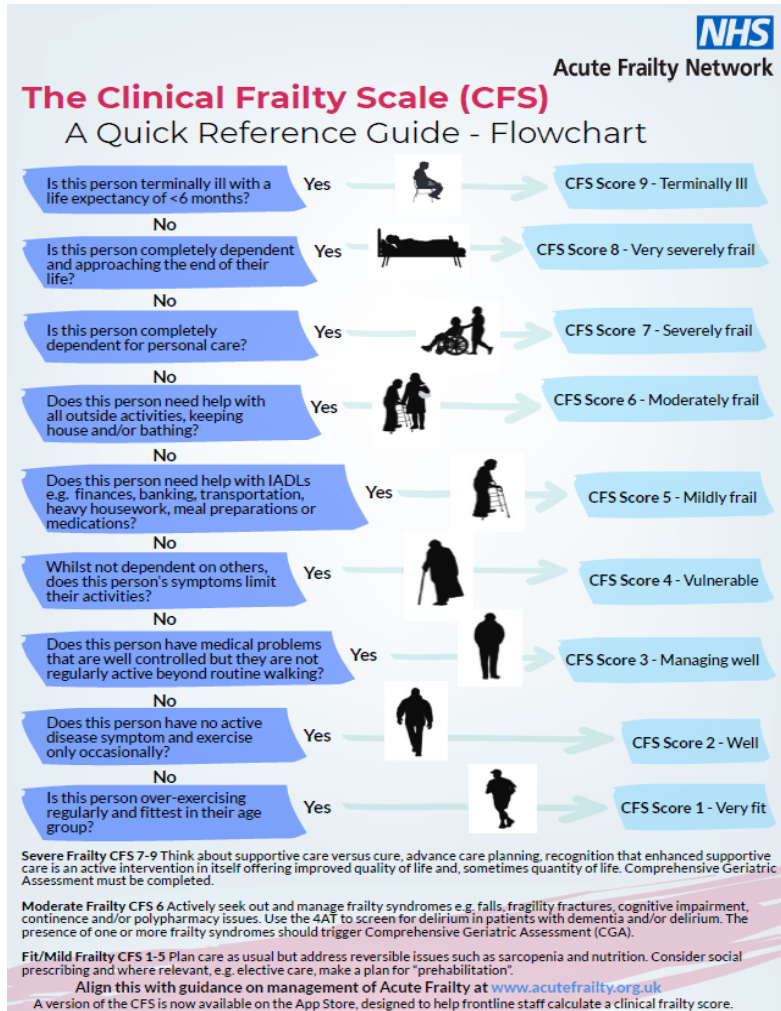 NHS
Acute Frailty Network
The Clinical Frailty Scale (CFS)
A Quick Reference Guide - Flowchart
Is this person terminally ill with a
life expectancy of <6 months?
Yes
CFS Score 9 - Terminally Ill
No
Is this person completely dependent
and approaching the end of their
life?
Yes
CFS Score 8 - Very severely frail
No
Is this person completely
dependent for personal care?
Yes
CFS Score 7 - Severely frail
No
Does this person need help with
all outside activities, keeping
house and/or bathing?
Yes
CFS Score 6 - Moderately frail
No
Does this person need help with IADLs
e.g. finances, banking, transportation,
heavy housework, meal preparations or
medications?
Yes
CFS Score 5 - Mildly frail
No
Whilst not dependent on others,
does this person's symptoms limit
their activities?
Yes
CFS Score 4 - Vulnerable
No
Does this person have medical problems
that are well controlled but they are not
regularly active beyond routine walking?
Yes
CFS Score 3 - Managing well
No
Does this person have no active
disease symptom and exercise
only occasionally?
Yes
CFS Score 2 - Well
No
Is this person over-exercising
regularly and fittest in their age
group?
Yes
CFS Score 1 - Very fit
Severe Frailty CFS 7-9 Think about supportive care versus cure, advance care planning, recognition that enhanced supportive
care is an active intervention in itself offering improved quality of life and, sometimes quantity of life. Comprehensive Geriatric
Assessment must be completed.
Moderate Frailty CFS 6 Actively seek out and manage frailty syndromes e.g. falls, fragility fractures, cognitive impairment,
continence and/or polypharmacy issues. Use the 4AT to screen for delirium in patients with dementia and/or delirium. The
presence of one or more frailty syndromes should trigger Comprehensive Geriatric Assessment (CGA).
Fit/Mild Frailty CFS 1-5 Plan care as usual but address reversible issues such as sarcopenia and nutrition. Consider social
prescribing and where relevant, e.g. elective care, make a plan for "prehabilitation".
Align this with guidance on management of Acute Frailty at www.acutefrailty.org.uk
A version of the CFS is now available on the App Store, designed to help frontline staff calculate a clinical frailty score.